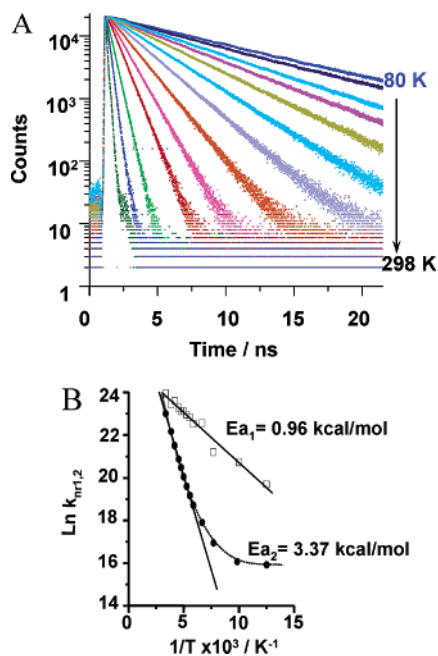 A
10⁴
10³
10²
10
1
Counts
80 K
298 K
0 5 10 15 20
Time / ns
B
24
22
20
18
16
14
Ln kₙᵣ₁,₂
Ea₁= 0.96 kcal/mol
Ea₂= 3.37 kcal/mol
0 5 10 15
1/T x10³ / K⁻¹